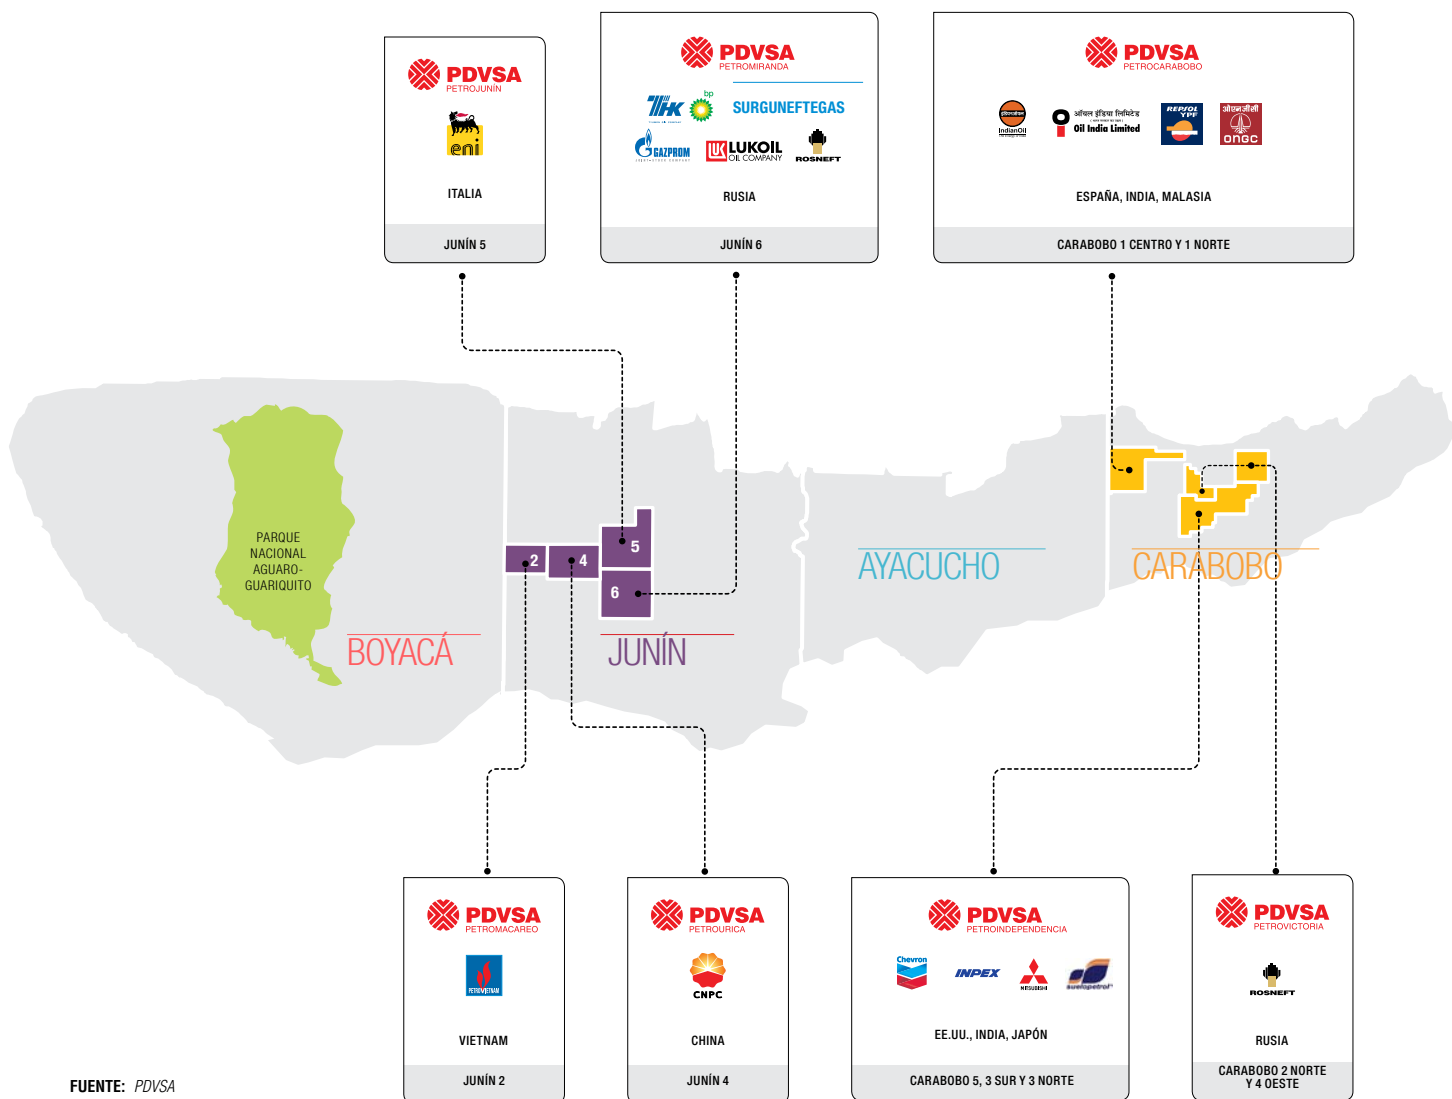 PDVSA
PETROJUNÍN
eni
ITALIA
JUNÍN 5
PDVSA
PETROMIRANDA
bp
SURGUNEFTEGAS
GAZPROM
LUKOIL
OIL COMPANY
ROSNEFT
RUSIA
JUNÍN 6
PDVSA
PETROCARABOBO
IndianOil
ऑयल इंडिया लिमिटेड
Oil India Limited
REPSOL
YPF
ओएनजीसी
ONGC
ESPAÑA, INDIA, MALASIA
CARABOBO 1 CENTRO Y 1 NORTE
PARQUE
NACIONAL
AGUARO-
GUARIQUITO
BOYACÁ
2
4
5
6
JUNÍN
AYACUCHO
CARABOBO
PDVSA
PETROMACAREO
PETROVIETNAM
VIETNAM
JUNÍN 2
PDVSA
PETROURICA
CNPC
CHINA
JUNÍN 4
PDVSA
PETROINDEPENDENCIA
Chevron
INPEX
MITSUBISHI
suelopetrol
EE.UU., INDIA, JAPÓN
CARABOBO 5, 3 SUR Y 3 NORTE
PDVSA
PETROVICTORIA
ROSNEFT
RUSIA
CARABOBO 2 NORTE
Y 4 OESTE
FUENTE: PDVSA